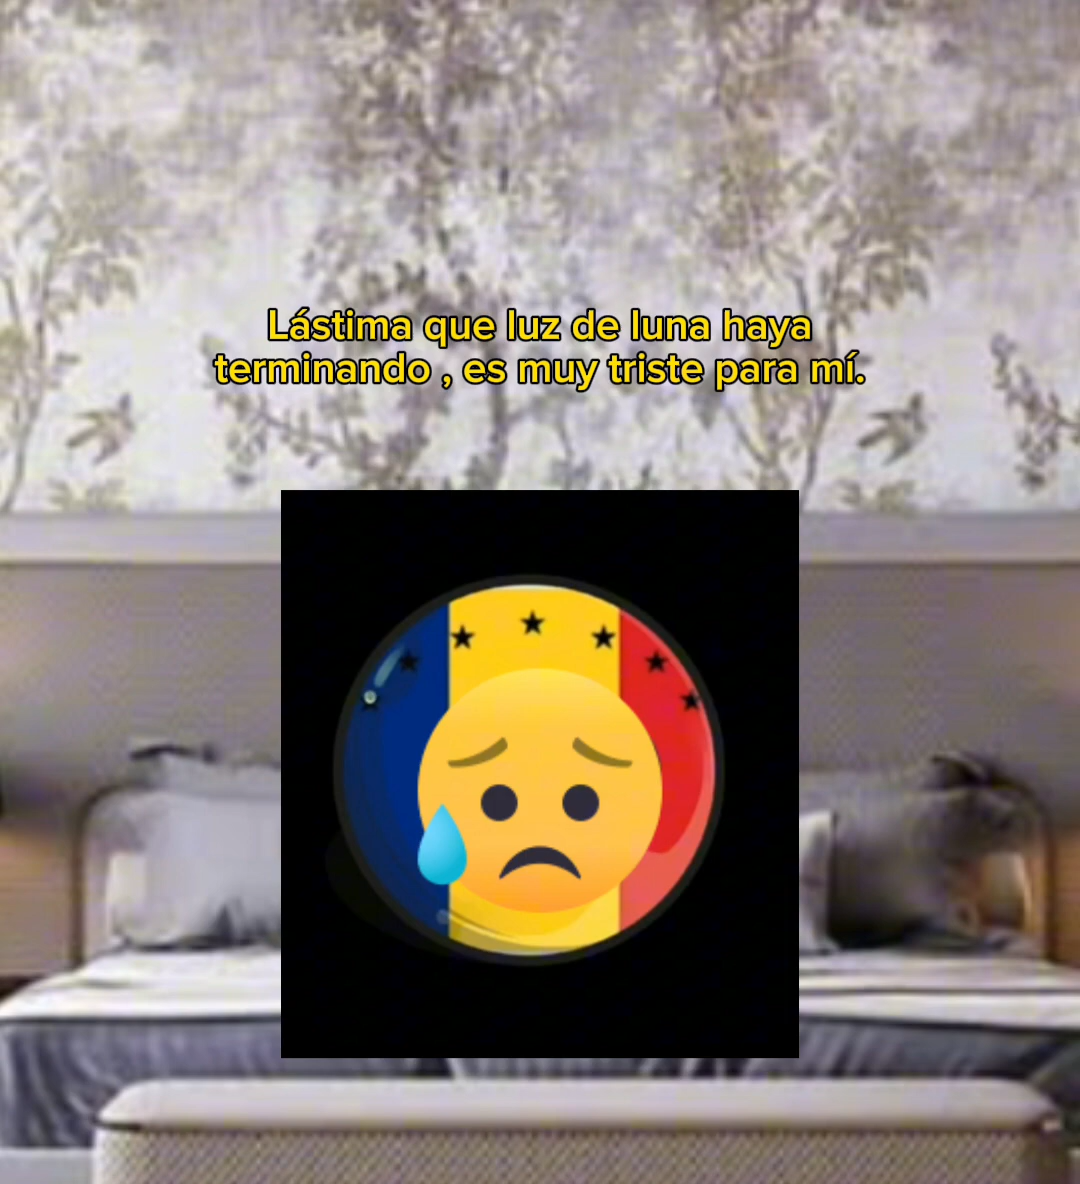 Lástima que luz de luna haya
terminando , es muy triste para mí.